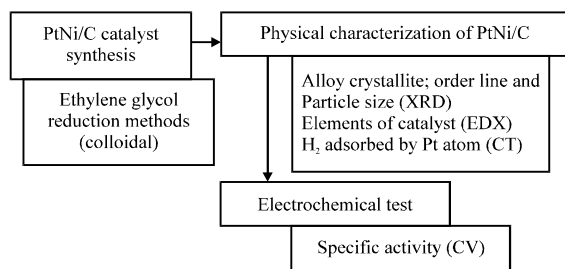 PtNi/C catalyst
synthesis
Ethylene glycol
reduction methods
(colloidal)
Physical characterization of PtNi/C
Alloy crystallite; order line and
Particle size (XRD)
Elements of catalyst (EDX)
H₂ adsorbed by Pt atom (CT)
Electrochemical test
Specific activity (CV)